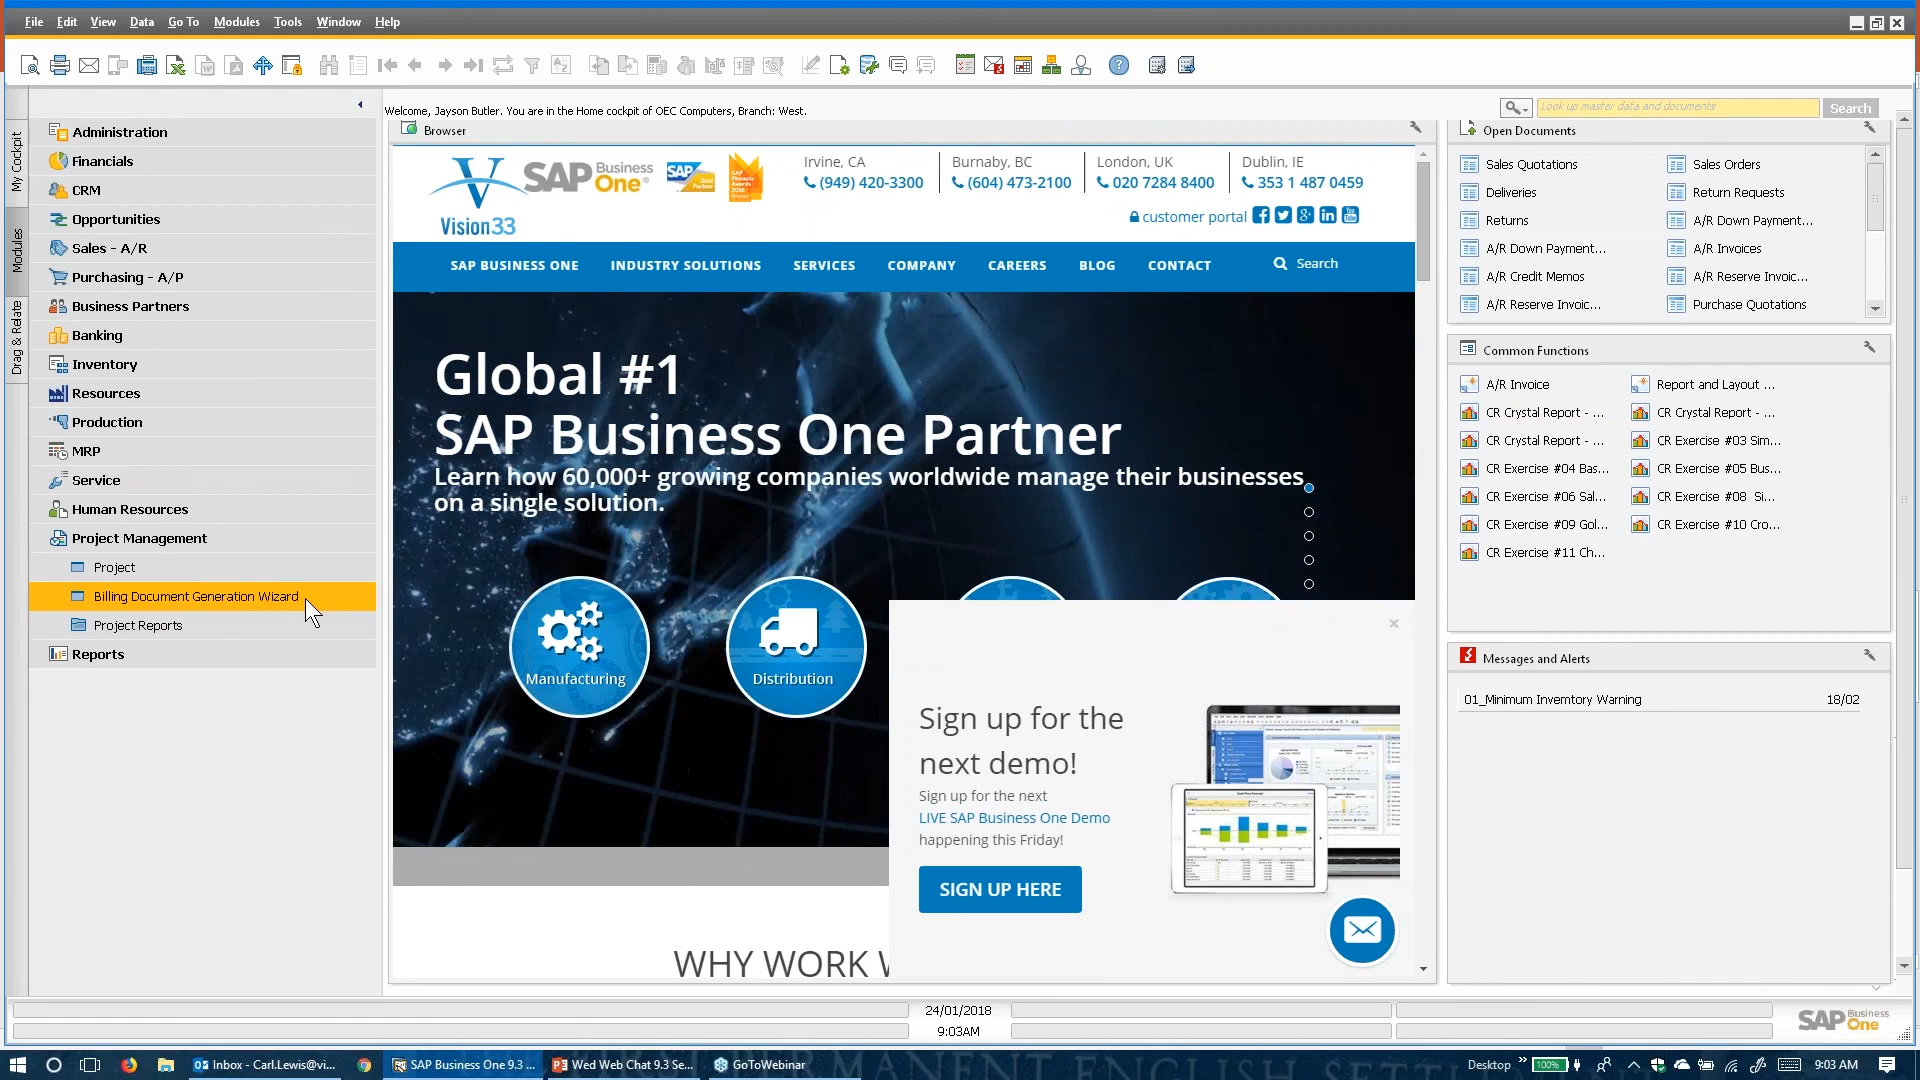 File Edit View Data Go To Modules Tools Window Help
Welcome, Jayson Butler. You are in the Home cockpit of OEC Computers, Branch: West.
Look up master data and documents
Search
My Cockpit
Modules
Drag & Relate
Administration
Financials
CRM
Opportunities
Sales - A/R
Purchasing - A/P
Business Partners
Banking
Inventory
Resources
Production
MRP
Service
Human Resources
Project Management
Project
Billing Document Generation Wizard
Project Reports
Reports
Browser
Vision33
SAP Business One
Irvine, CA
(949) 420-3300
Burnaby, BC
(604) 473-2100
London, UK
020 7284 8400
Dublin, IE
353 1 487 0459
customer portal
SAP BUSINESS ONE INDUSTRY SOLUTIONS SERVICES COMPANY CAREERS BLOG CONTACT Search
Global #1
SAP Business One Partner
Learn how 60,000+ growing companies worldwide manage their businesses
on a single solution.
Manufacturing
Distribution
Sign up for the
next demo!
Sign up for the next
LIVE SAP Business One Demo
happening this Friday!
SIGN UP HERE
WHY WORK W
Open Documents
Sales Quotations Sales Orders
Deliveries Return Requests
Returns A/R Down Payment...
A/R Down Payment... A/R Invoices
A/R Credit Memos A/R Reserve Invoic...
A/R Reserve Invoic... Purchase Quotations
Common Functions
A/R Invoice Report and Layout ...
CR Crystal Report - ... CR Crystal Report - ...
CR Crystal Report - ... CR Exercise #03 Sim...
CR Exercise #04 Bas... CR Exercise #05 Bus...
CR Exercise #06 Sal... CR Exercise #08 Si...
CR Exercise #09 Gol... CR Exercise #10 Cro...
CR Exercise #11 Ch...
Messages and Alerts
01_Minimum Invemtory Warning 18/02
24/01/2018
9:03AM
SAP Business One
Inbox - Carl.Lewis@vi...
SAP Business One 9.3 ...
Wed Web Chat 9.3 Se...
GoToWebinar
Desktop
100%
9:03 AM